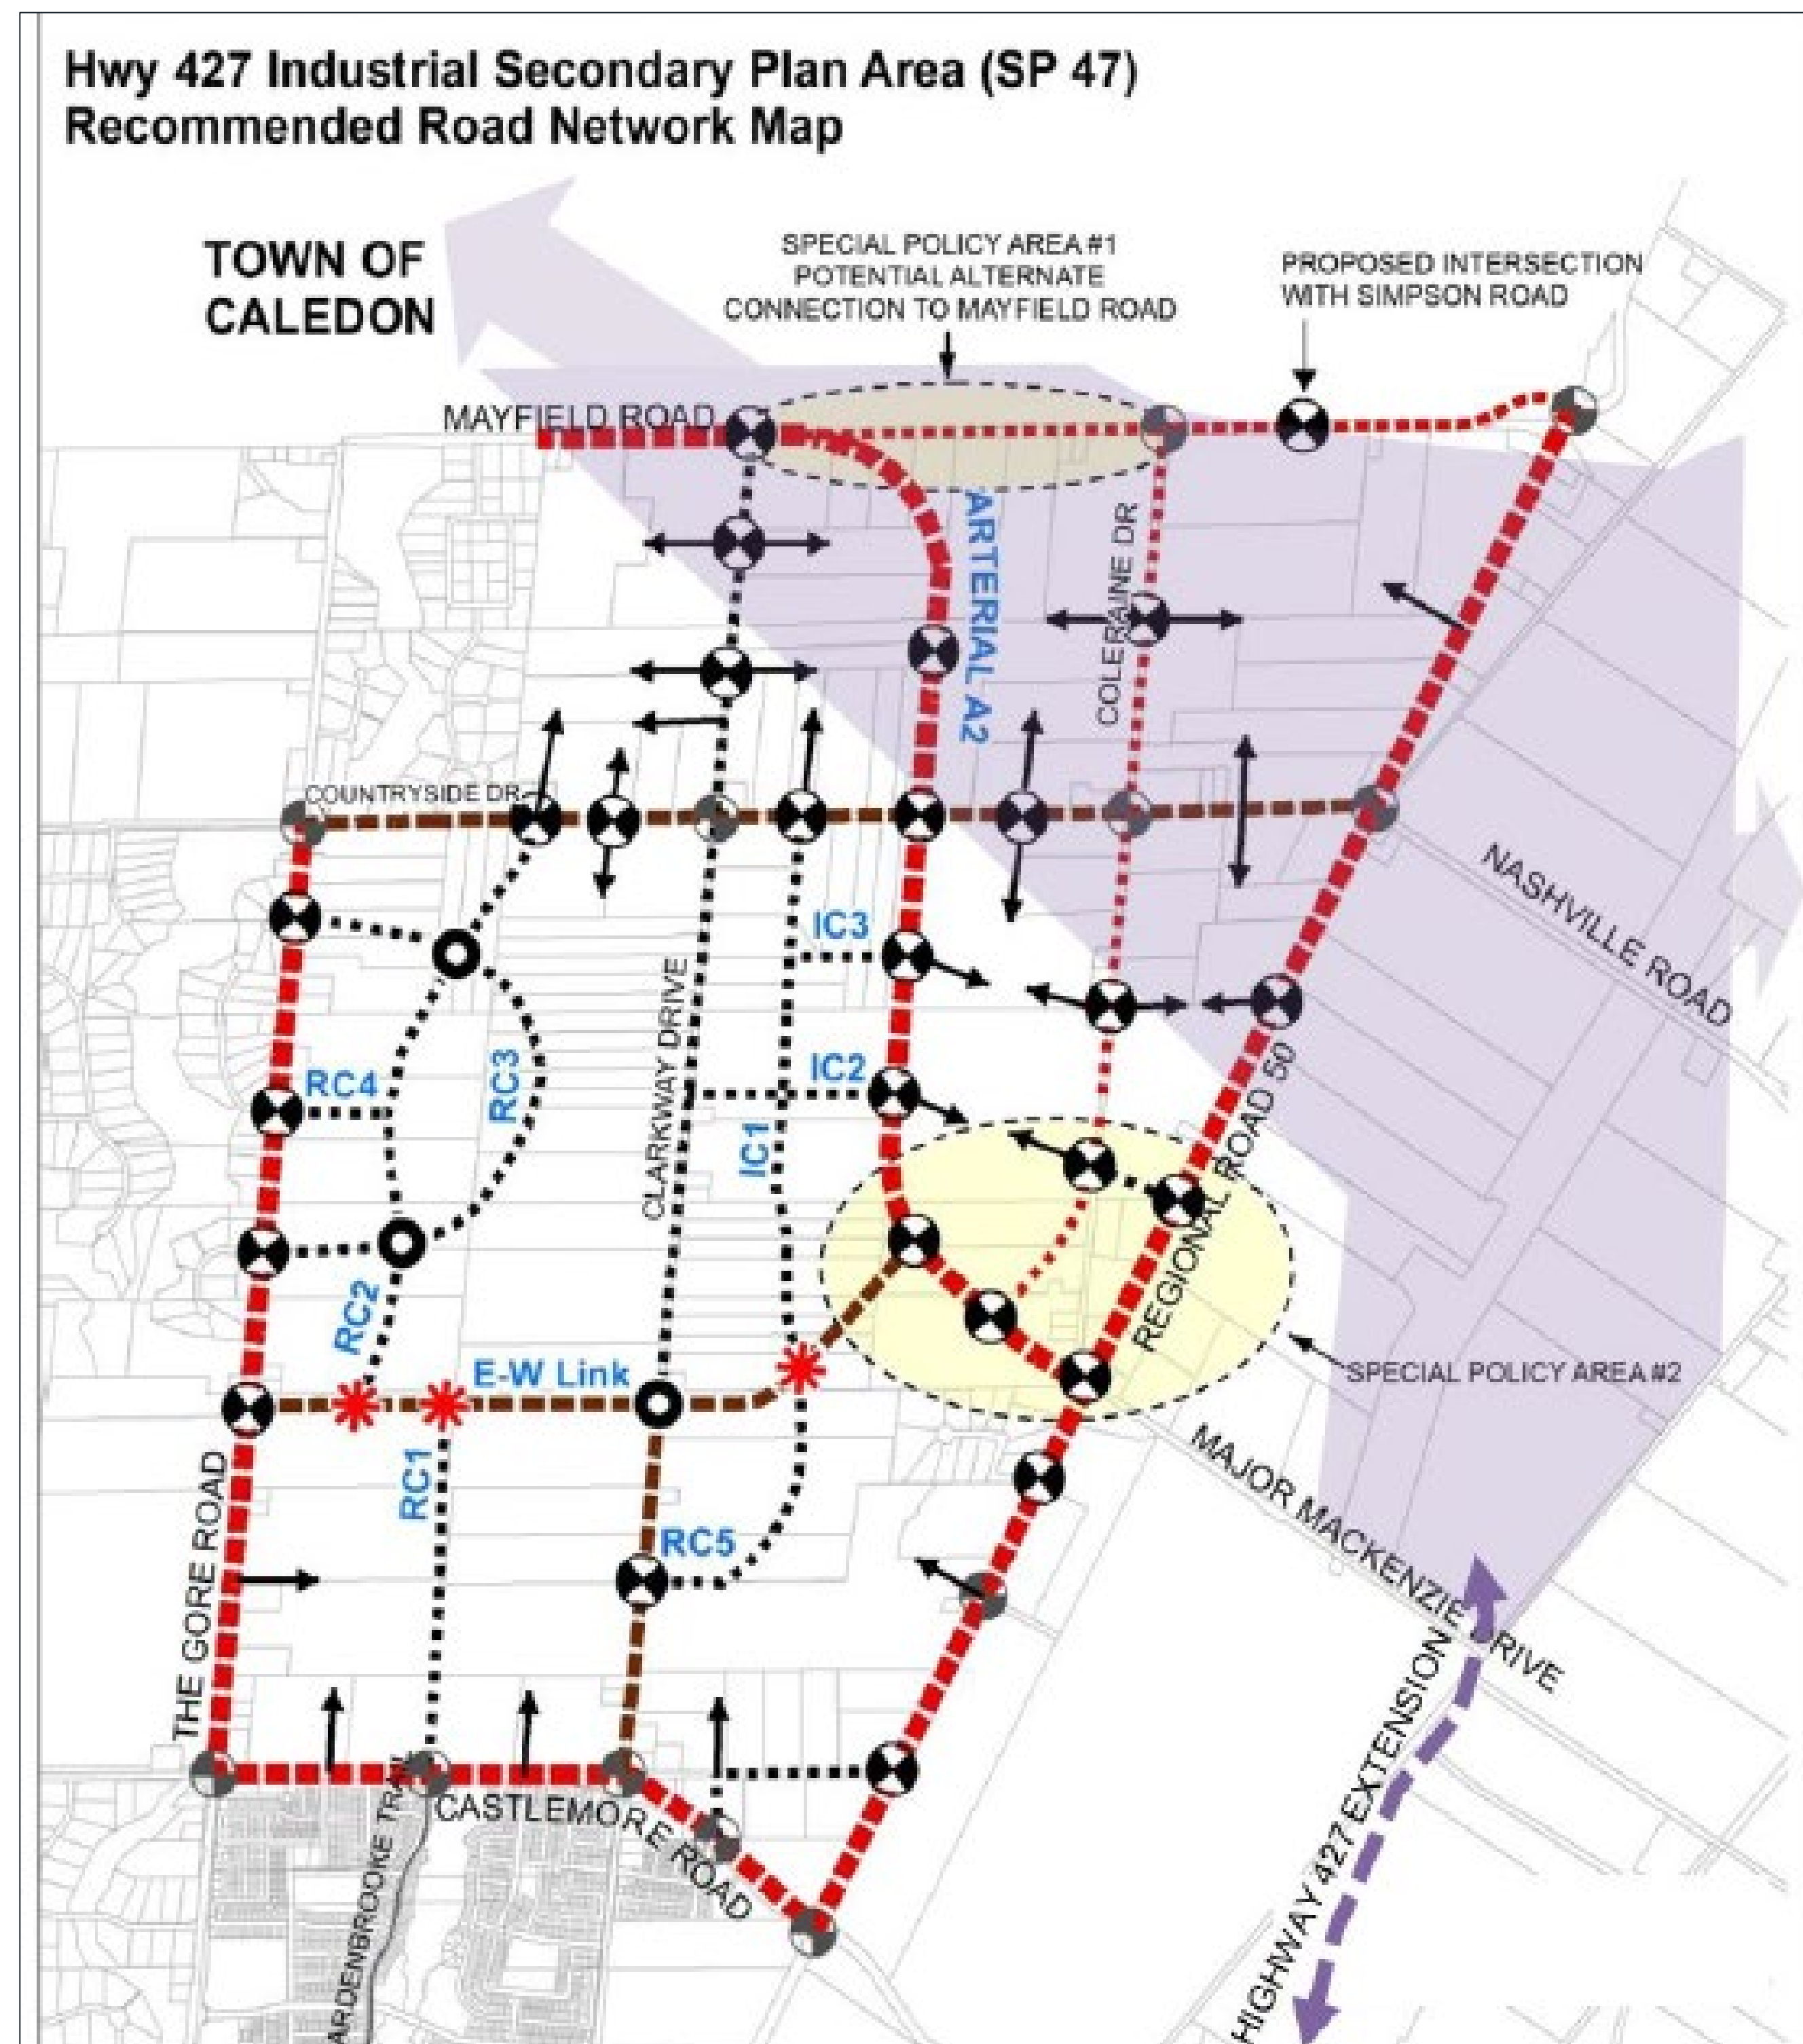 Hwy 427 Industrial Secondary Plan Area (SP 47)
Recommended Road Network Map
TOWN OF
CALEDON
SPECIAL POLICY AREA #1
POTENTIAL ALTERNATE
CONNECTION TO MAYFIELD ROAD
PROPOSED INTERSECTION
WITH SIMPSON ROAD
MAYFIELD ROAD
ARTERIAL A2
COLERAINE DR
COUNTRYSIDE DR
NASHVILLE ROAD
IC3
CLARKWAY DRIVE
RC4
RC3
IC2
IC1
REGIONAL ROAD 50
RC2
E-W Link
SPECIAL POLICY AREA #2
RC1
MAJOR MACKENZIE DRIVE
THE GORE ROAD
RC5
CASTLEMORE ROAD
ARDENBROOKE TRAIL
HIGHWAY 427 EXTENSION